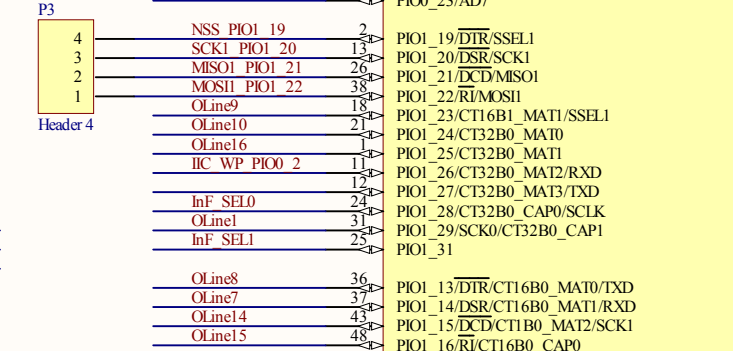 PIO0_23/AD7
P3
4 NSS_PIO1_19 2 PIO1_19/DTR/SSEL1
3 SCK1_PIO1_20 13 PIO1_20/DSR/SCK1
2 MISO1_PIO1_21 26 PIO1_21/DCD/MISO1
1 MOSI1_PIO1_22 38 PIO1_22/RI/MOSI1
OLine9 18 PIO1_23/CT16B1_MAT1/SSEL1
Header 4
OLine10 21 PIO1_24/CT32B0_MAT0
OLine16 1 PIO1_25/CT32B0_MAT1
IIC_WP_PIO0_2 11 PIO1_26/CT32B0_MAT2/RXD
12 PIO1_27/CT32B0_MAT3/TXD
InF_SEL0 24 PIO1_28/CT32B0_CAP0/SCLK
OLine1 31 PIO1_29/SCK0/CT32B0_CAP1
InF_SEL1 25 PIO1_31
OLine8 36 PIO1_13/DTR/CT16B0_MAT0/TXD
OLine7 37 PIO1_14/DSR/CT16B0_MAT1/RXD
OLine14 43 PIO1_15/DCD/CT1B0_MAT2/SCK1
OLine15 48 PIO1_16/RI/CT16B0_CAP0